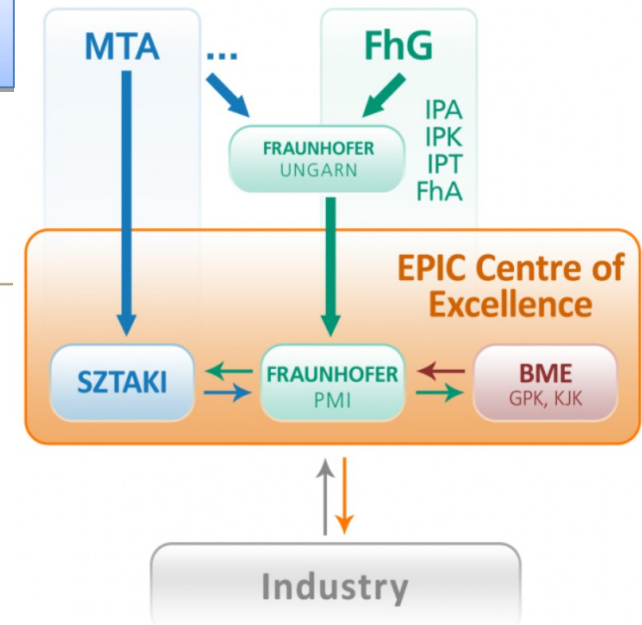 MTA ...
FhG
IPA
IPK
IPT
FhA
FRAUNHOFER
UNGARN
EPIC Centre of
Excellence
SZTAKI
FRAUNHOFER
PMI
BME
GPK, KJK
Industry